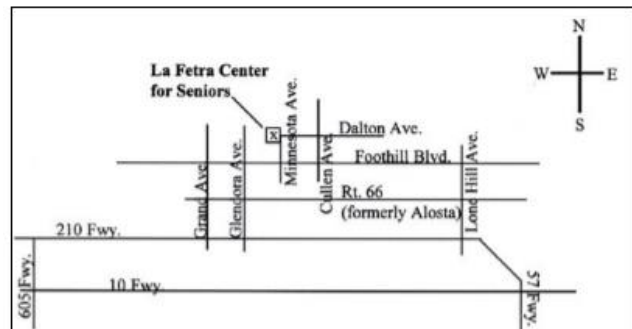 N
La Fetra Center
for Seniors
W
E
S
Minnesota Ave.
Dalton Ave.
Foothill Blvd.
Cullen Ave.
Grand Ave.
Glendora Ave.
Lone Hill Ave.
Rt. 66
(formerly Alosta)
x
210 Fwy.
605 Fwy.
10 Fwy.
57 Fwy.